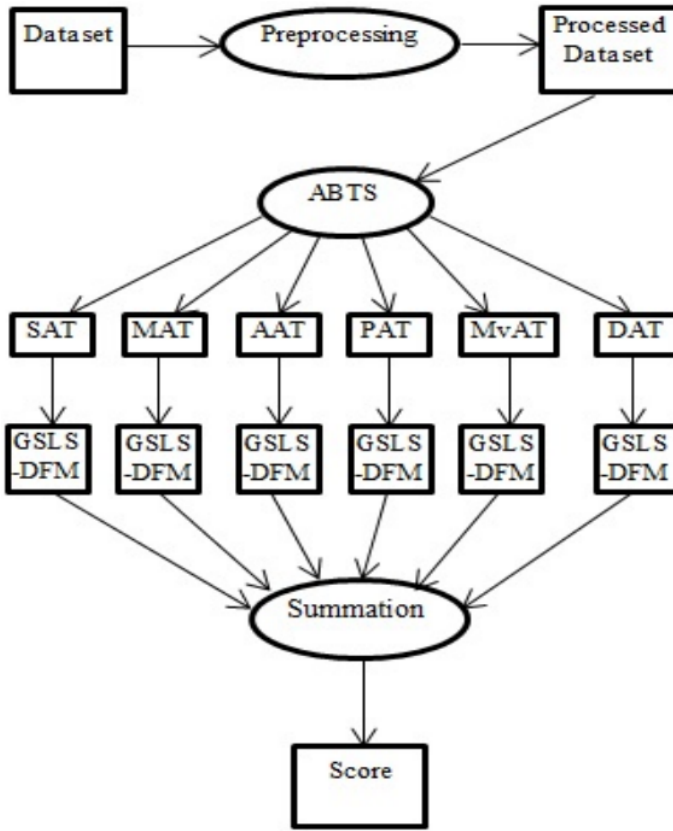 Dataset
Preprocessing
Processed
Dataset
ABTS
SAT
MAT
AAT
PAT
MvAT
DAT
GSLS
-DFM
GSLS
-DFM
GSLS
-DFM
GSLS
-DFM
GSLS
-DFM
GSLS
-DFM
Summation
Score